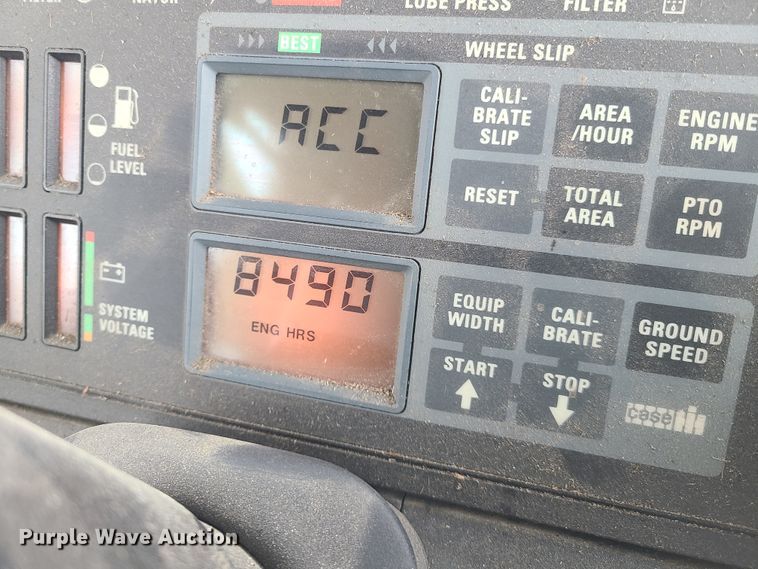 LUBE PRESS
FILTER
BEST
WHEEL SLIP
ACC
CALI-
BRATE
SLIP
AREA
/HOUR
ENGINE
RPM
RESET
TOTAL
AREA
PTO
RPM
FUEL
LEVEL
8490
ENG HRS
SYSTEM
VOLTAGE
EQUIP
WIDTH
CALI-
BRATE
GROUND
SPEED
START
STOP
case IH
Purple Wave Auction